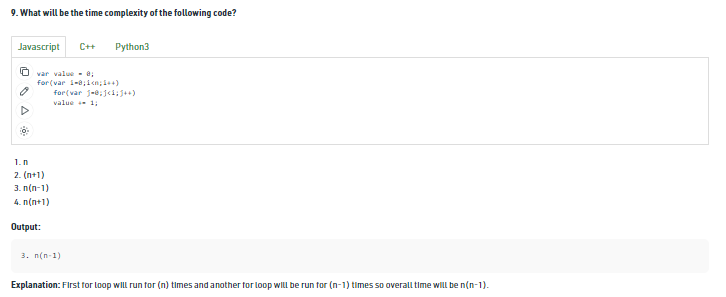 9. What will be the time complexity of the following code?
Javascript C++ Python3
var value = 0;
for(var i=0;i<n;i++)
for(var j=0;j<i;j++)
value += 1;
1. n
2. (n+1)
3. n(n-1)
4. n(n+1)
Output:
3. n(n-1)
Explanation: First for loop will run for (n) times and another for loop will be run for (n-1) times so overall time will be n(n-1).